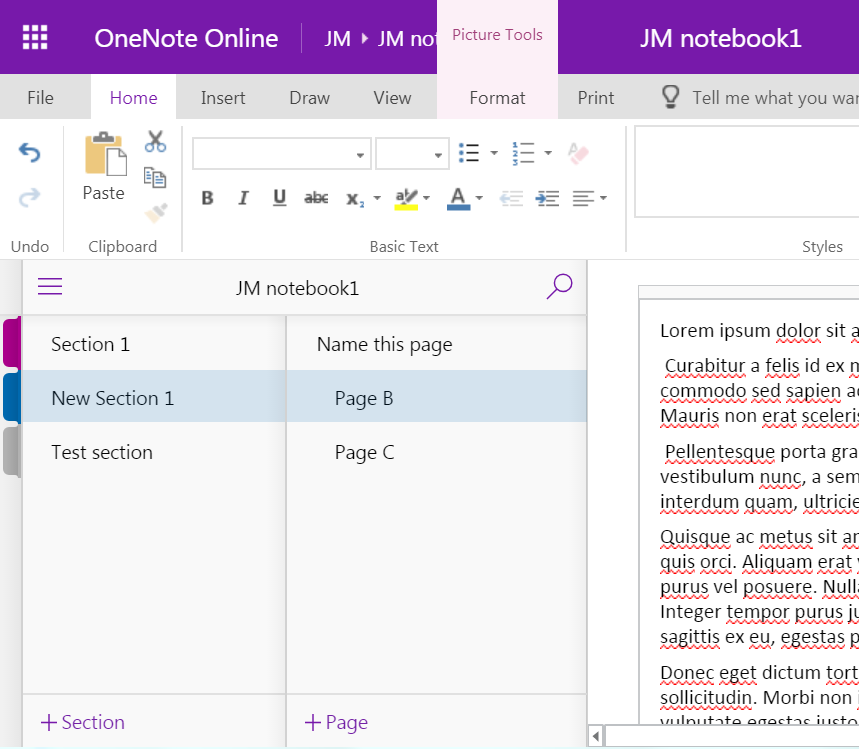 OneNote Online JM JM not Picture Tools JM notebook1
File Home Insert Draw View Format Print Tell me what you wan
Paste
B I U abc x₂ A
Undo Clipboard Basic Text Styles
JM notebook1
Section 1
New Section 1
Test section
Name this page
Page B
Page C
+ Section
+ Page
Lorem ipsum dolor sit a
Curabitur a felis id ex m
commodo sed sapien ac
Mauris non erat sceleris
Pellentesque porta gra
vestibulum nunc, a sem
interdum quam, ultricie
Quisque ac metus sit am
quis orci. Aliquam erat v
purus vel posuere. Nulla
Integer tempor purus ju
sagittis ex eu, egestas p
Donec eget dictum tort
sollicitudin. Morbi non
vulputate egestas justo